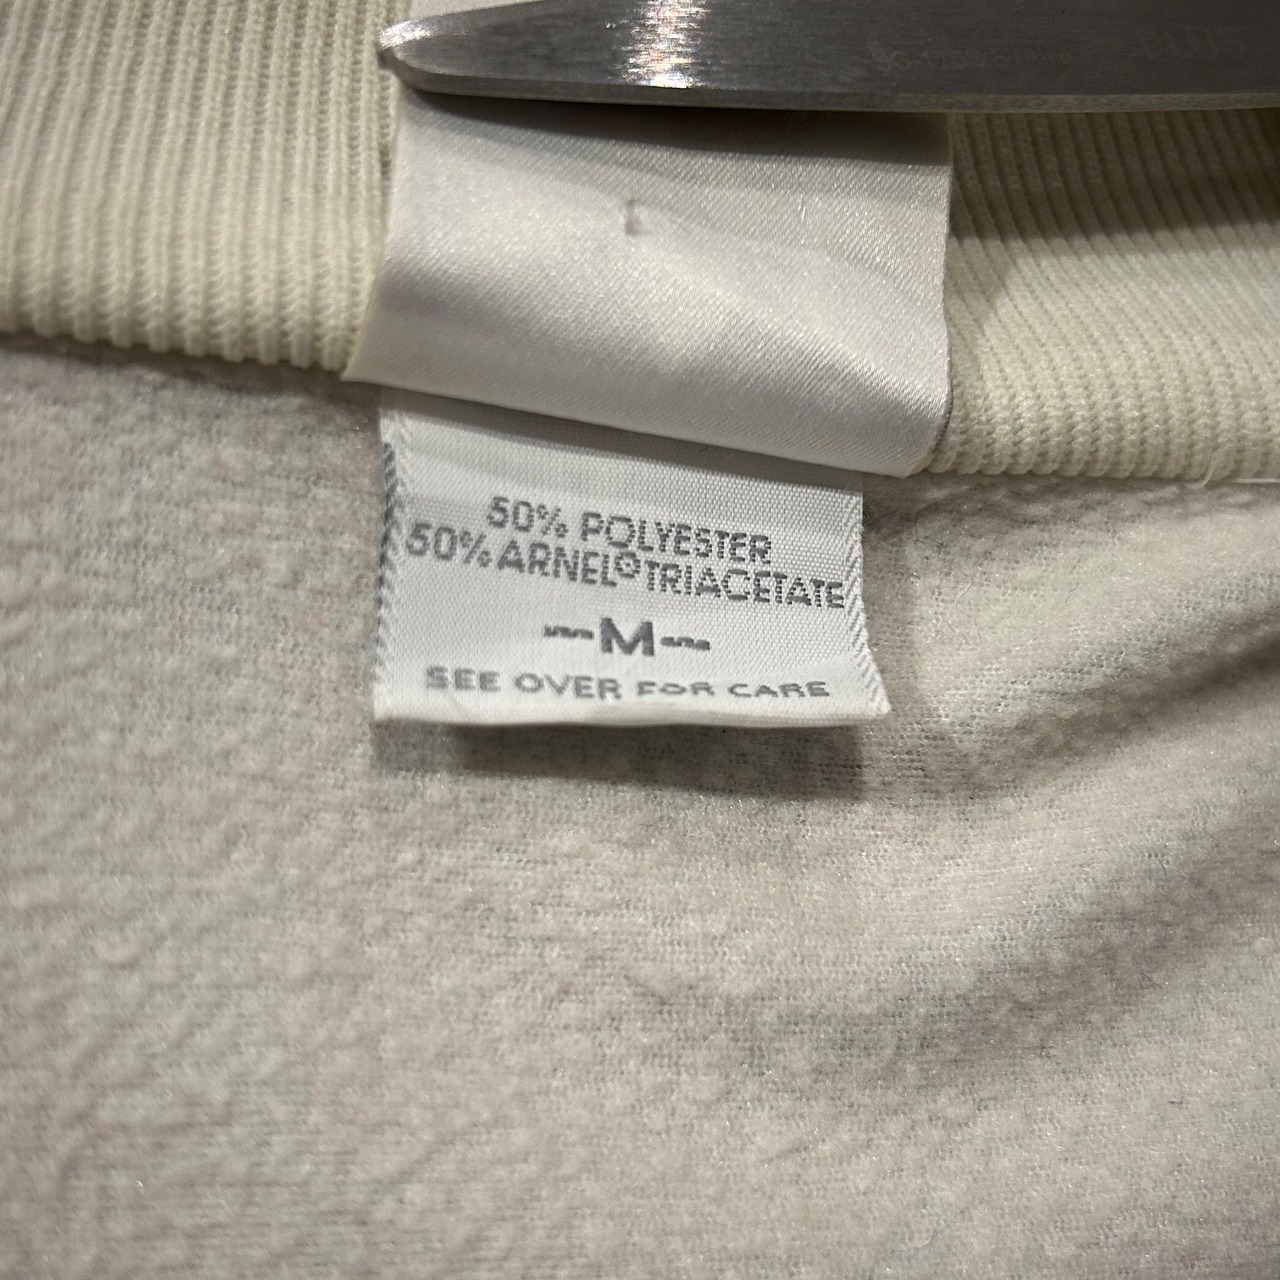 50% POLYESTER
50% ARNEL® TRIACETATE
~M~
SEE OVER FOR CARE